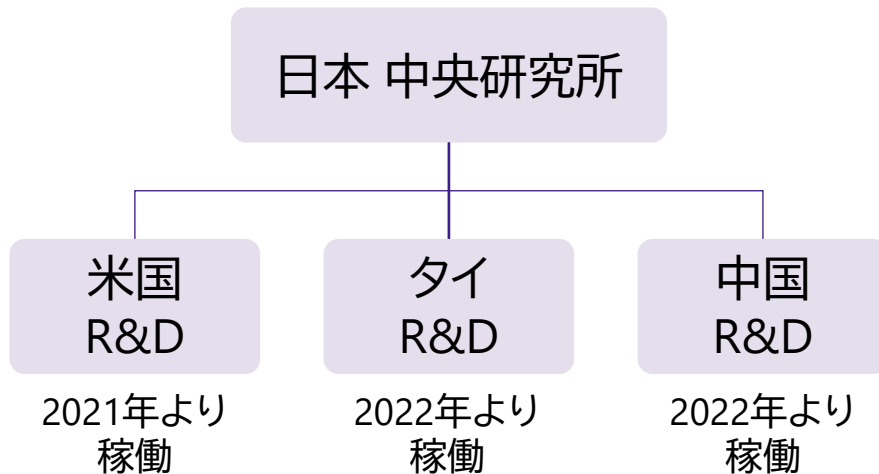 日本 中央研究所
米国
R&D
タイ
R&D
中国
R&D
2021年より
稼働
2022年より
稼働
2022年より
稼働